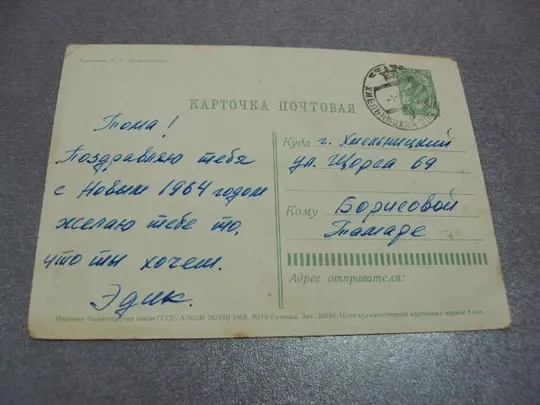 КАРТОЧКА ПОЧТОВАЯ
Тома!
Поздравляю тебя
с Новым 1964 годом
желаю тебе то,
что ты хочем.
Эдик.
Куда г. Хмельницкий
ул. Щорса 69
Кому Борисовой
Тамаре
Адрес отправителя:
Издание Министерства связи СССР.